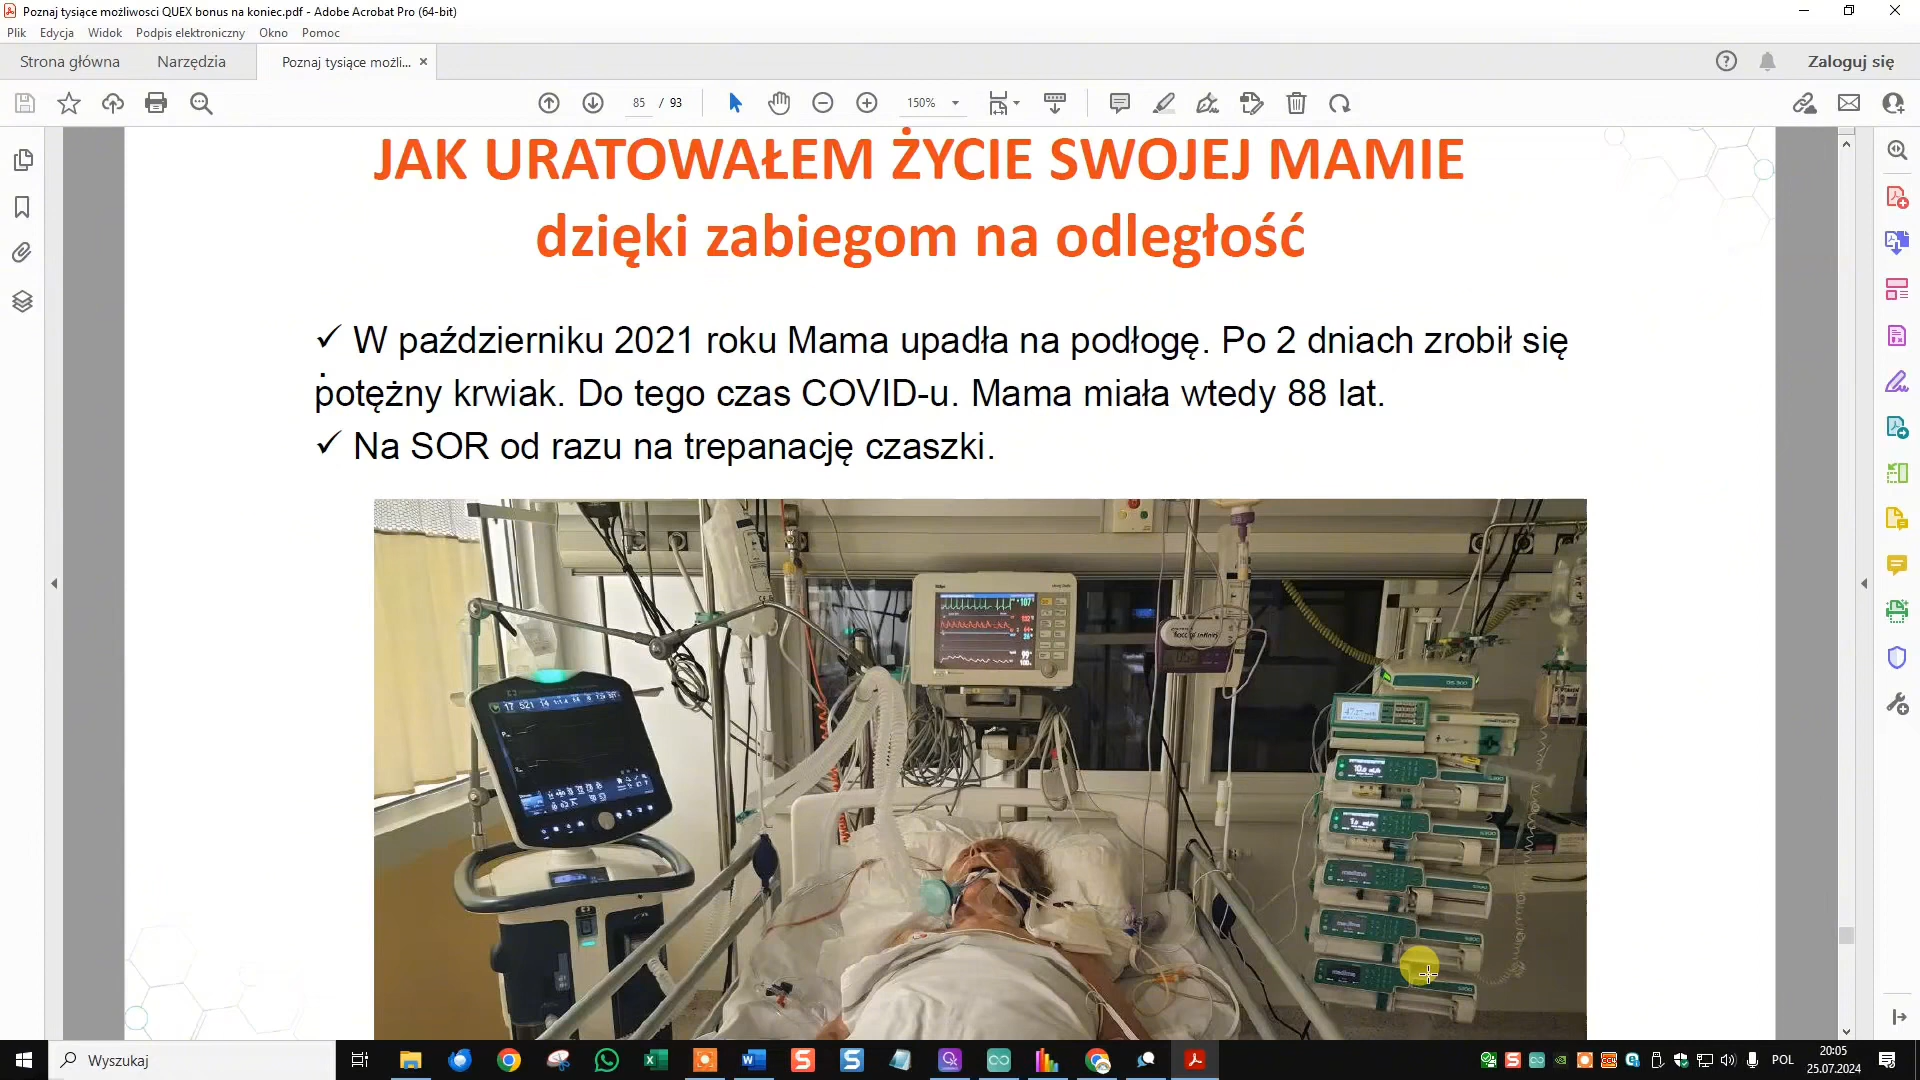 Poznaj tysiące możliwosci QUEX bonus na koniec.pdf - Adobe Acrobat Pro (64-bit)
Plik Edycja Widok Podpis elektroniczny Okno Pomoc
Strona główna Narzędzia Poznaj tysiące możli... Zaloguj się
85 / 93 150%
JAK URATOWAŁEM ŻYCIE SWOJEJ MAMIE
dzięki zabiegom na odległość
✓ W październiku 2021 roku Mama upadła na podłogę. Po 2 dniach zrobił się
potężny krwiak. Do tego czas COVID-u. Mama miała wtedy 88 lat.
✓ Na SOR od razu na trepanację czaszki.
Wyszukaj
POL
20:05
25.07.2024